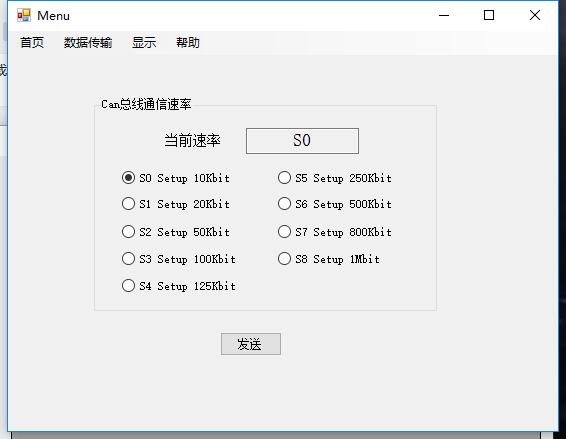 Menu
首页 数据传输 显示 帮助
Can总线通信速率
当前速率 S0
S0 Setup 10Kbit S5 Setup 250Kbit
S1 Setup 20Kbit S6 Setup 500Kbit
S2 Setup 50Kbit S7 Setup 800Kbit
S3 Setup 100Kbit S8 Setup 1Mbit
S4 Setup 125Kbit
发送